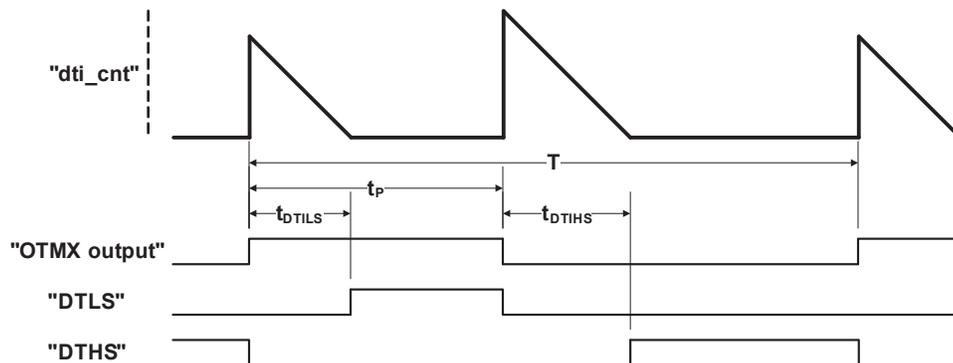 "dti_cnt"
T
tP
tDTILS
tDTIHS
"OTMX output"
"DTLS"
"DTHS"